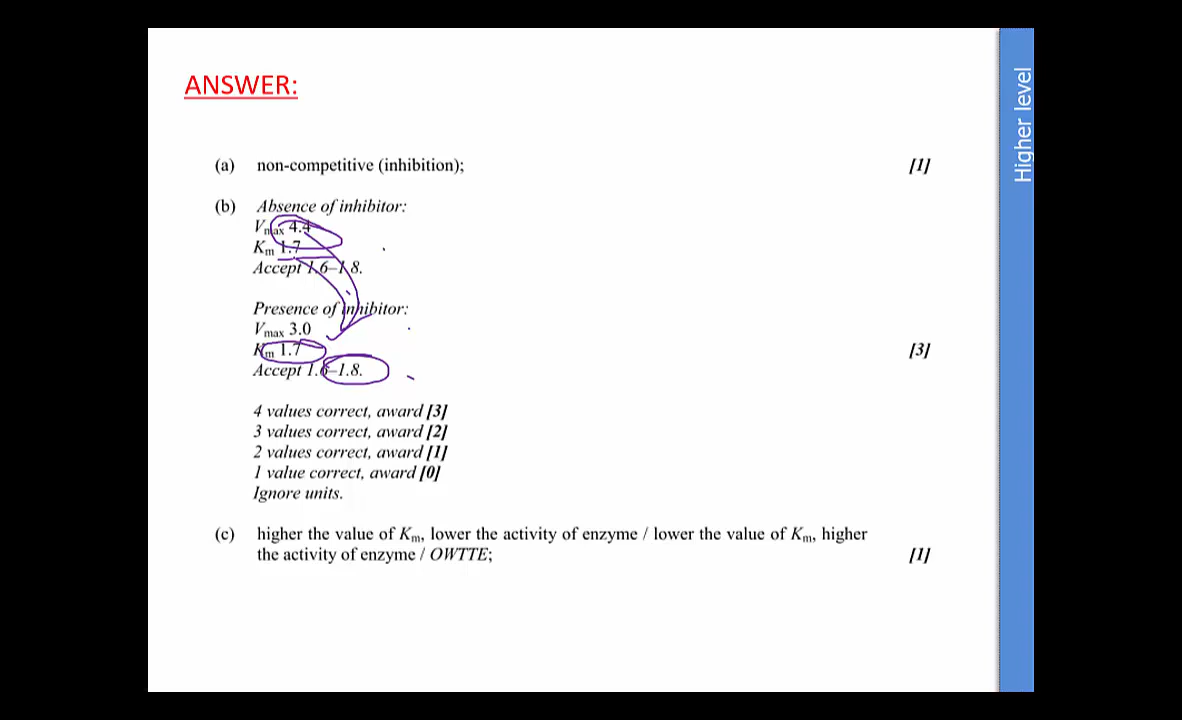 ANSWER:
(a) non-competitive (inhibition); [1]
(b) Absence of inhibitor:
Vmax 4.4
Km 1.7
Accept 1.6–1.8.
Presence of inhibitor:
Vmax 3.0
Km 1.7 [3]
Accept 1.6–1.8.
4 values correct, award [3]
3 values correct, award [2]
2 values correct, award [1]
1 value correct, award [0]
Ignore units.
(c) higher the value of Km, lower the activity of enzyme / lower the value of Km, higher
the activity of enzyme / OWTTE; [1]
Higher level